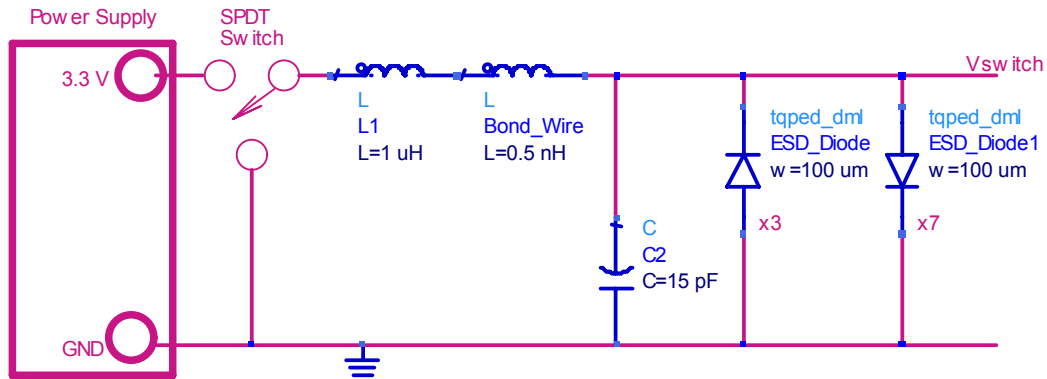 Power Supply
SPDT
Switch
3.3 V
Vswitch
L
L1
L=1 uH
L
Bond_Wire
L=0.5 nH
tqped_dml
ESD_Diode
w=100 um
x3
tqped_dml
ESD_Diode1
w=100 um
x7
C
C2
C=15 pF
GND